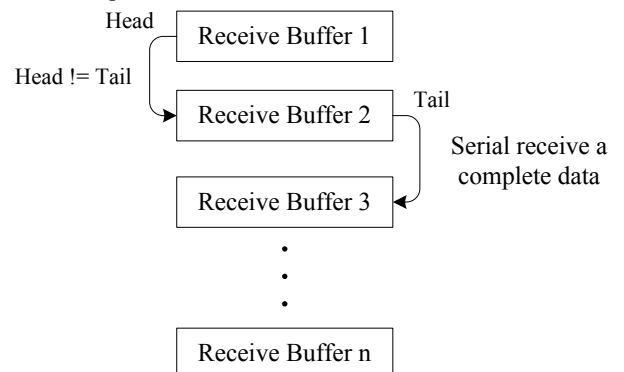 Head
Receive Buffer 1
Head != Tail
Tail
Receive Buffer 2
Serial receive a
complete data
Receive Buffer 3
Receive Buffer n